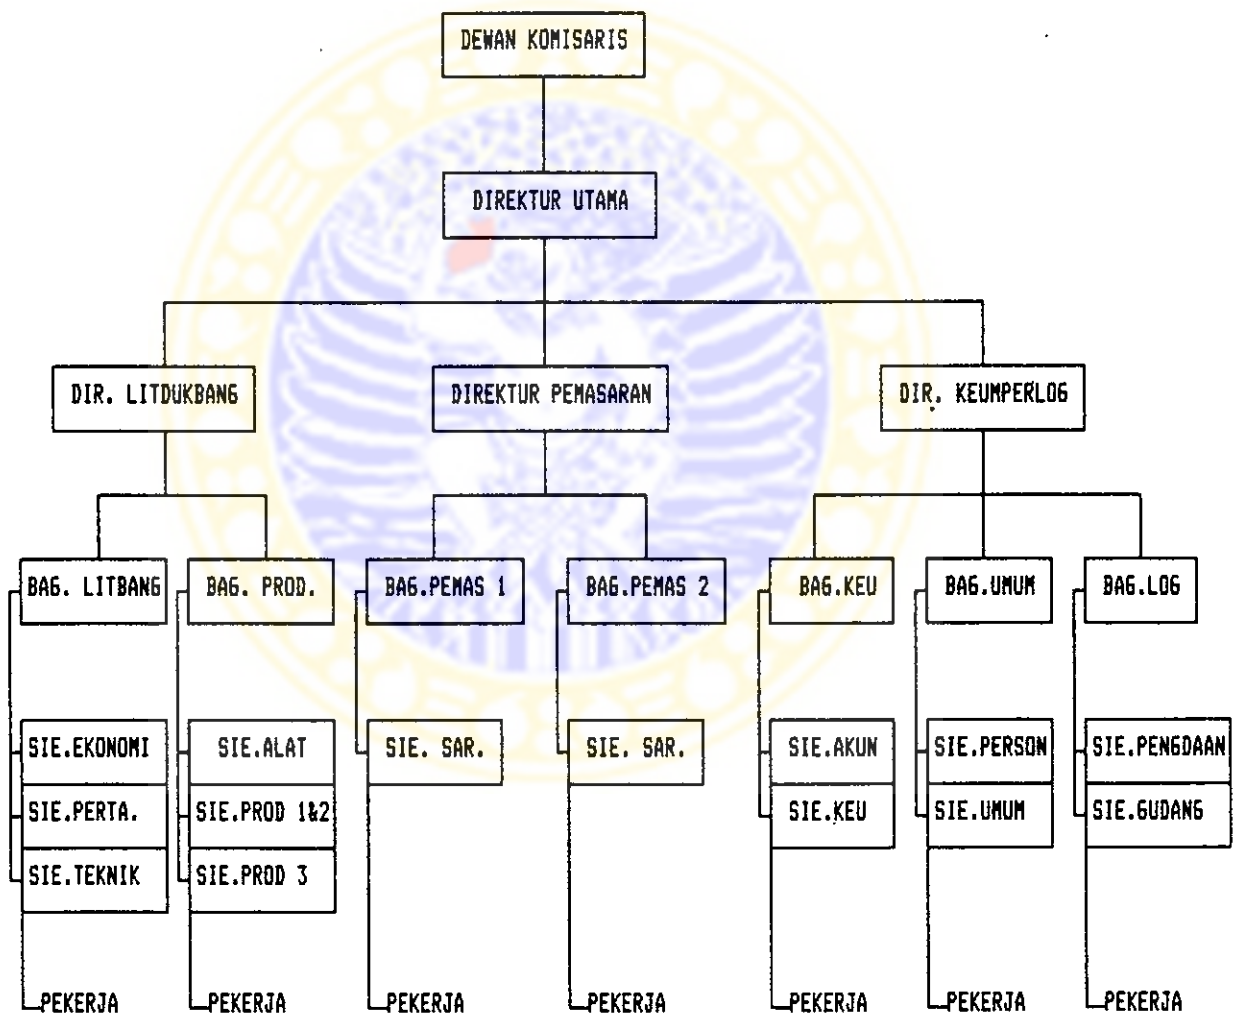 DEWAN KOMISARIS
DIREKTUR UTAMA
DIR. LITDUKBANG
DIREKTUR PEMASARAN
DIR. KEUMPERLOG
BAG. LITBANG
BAG. PROD.
BAG.PEMAS 1
BAG.PEMAS 2
BAG.KEU
BAG.UMUM
BAG.LOG
SIE.EKONOMI
SIE.ALAT
SIE. SAR.
SIE. SAR.
SIE.AKUN
SIE.PERSON
SIE.PENGDAAN
SIE.PERTA.
SIE.PROD 1&2
SIE.KEU
SIE.UMUM
SIE.GUDANG
SIE.TEKNIK
SIE.PROD 3
PEKERJA
PEKERJA
PEKERJA
PEKERJA
PEKERJA
PEKERJA
PEKERJA